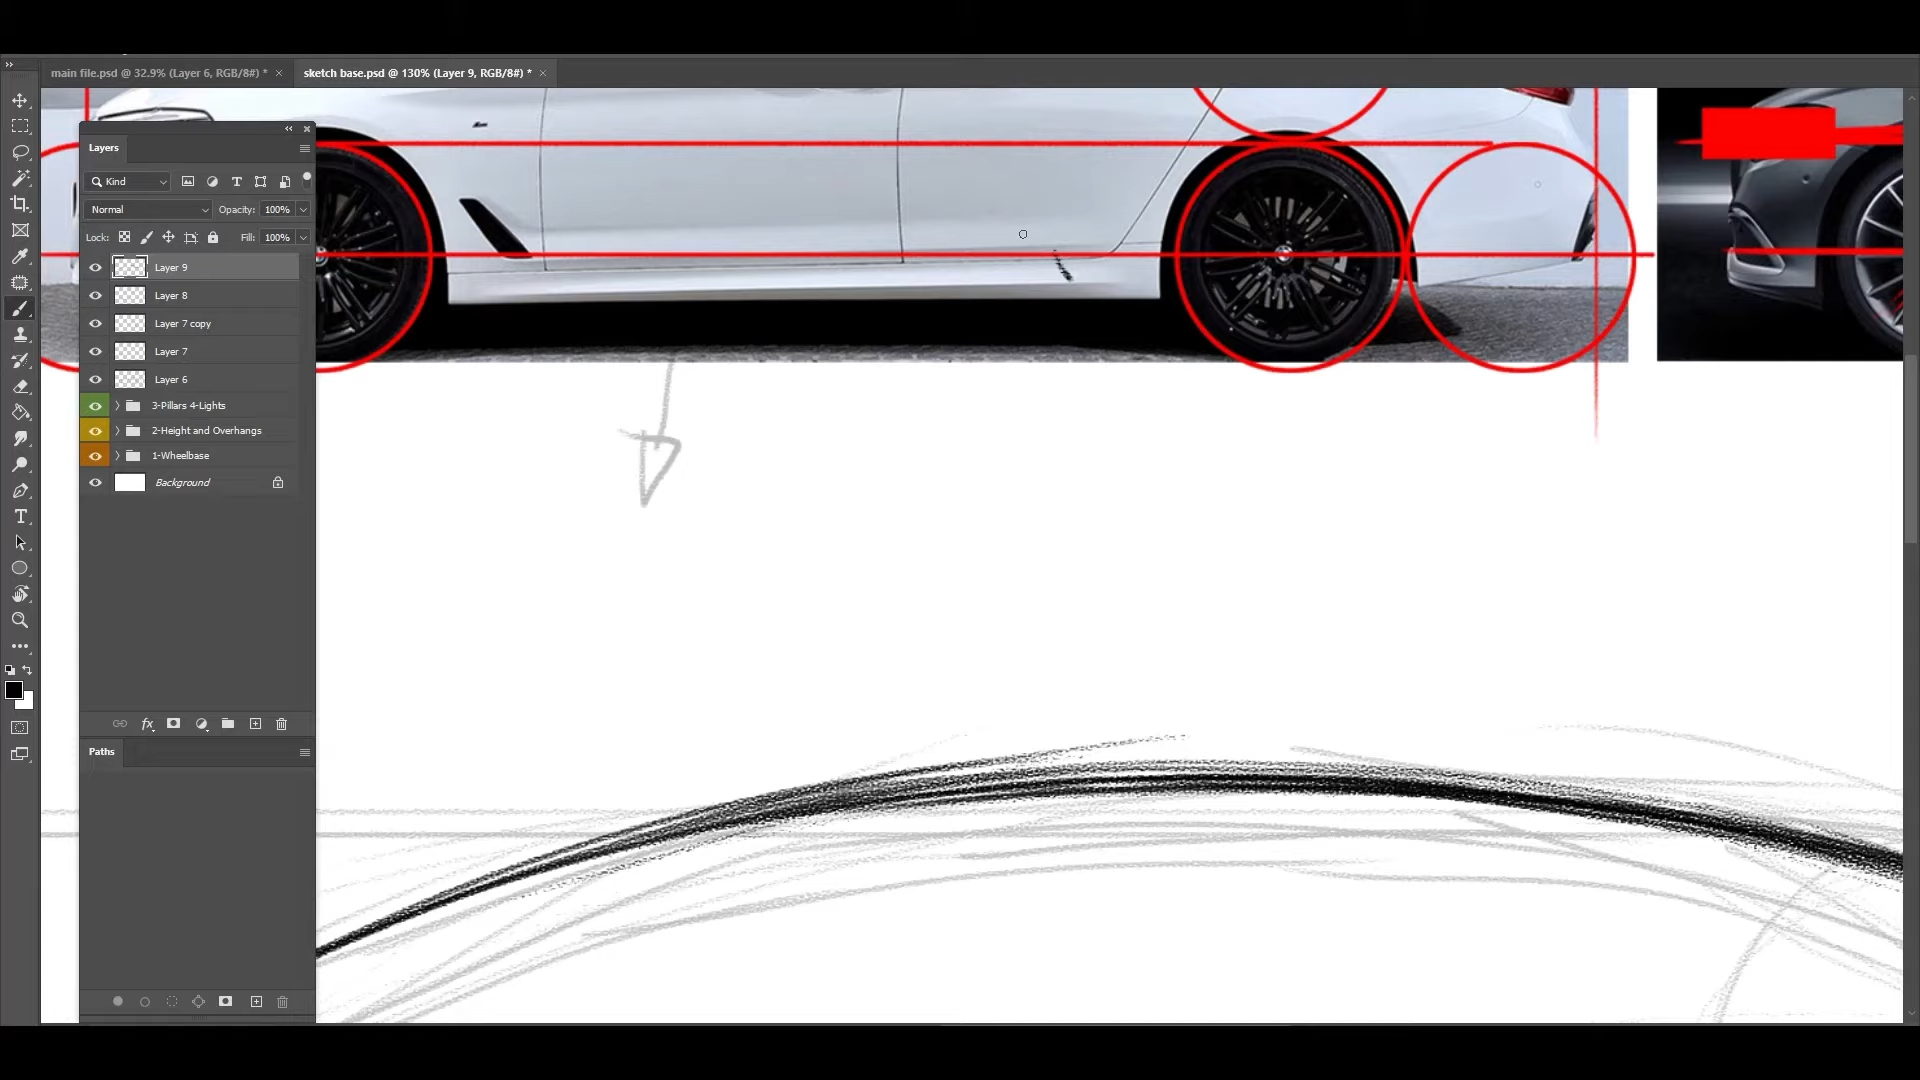 main file.psd @ 32.9% (Layer 6, RGB/8#) *
sketch base.psd @ 130% (Layer 9, RGB/8#) *
Layers
Kind
Normal
Opacity: 100%
Lock:
Fill: 100%
Layer 9
Layer 8
Layer 7 copy
Layer 7
Layer 6
3-Pillars 4-Lights
2-Height and Overhangs
1-Wheelbase
Background
fx
Paths